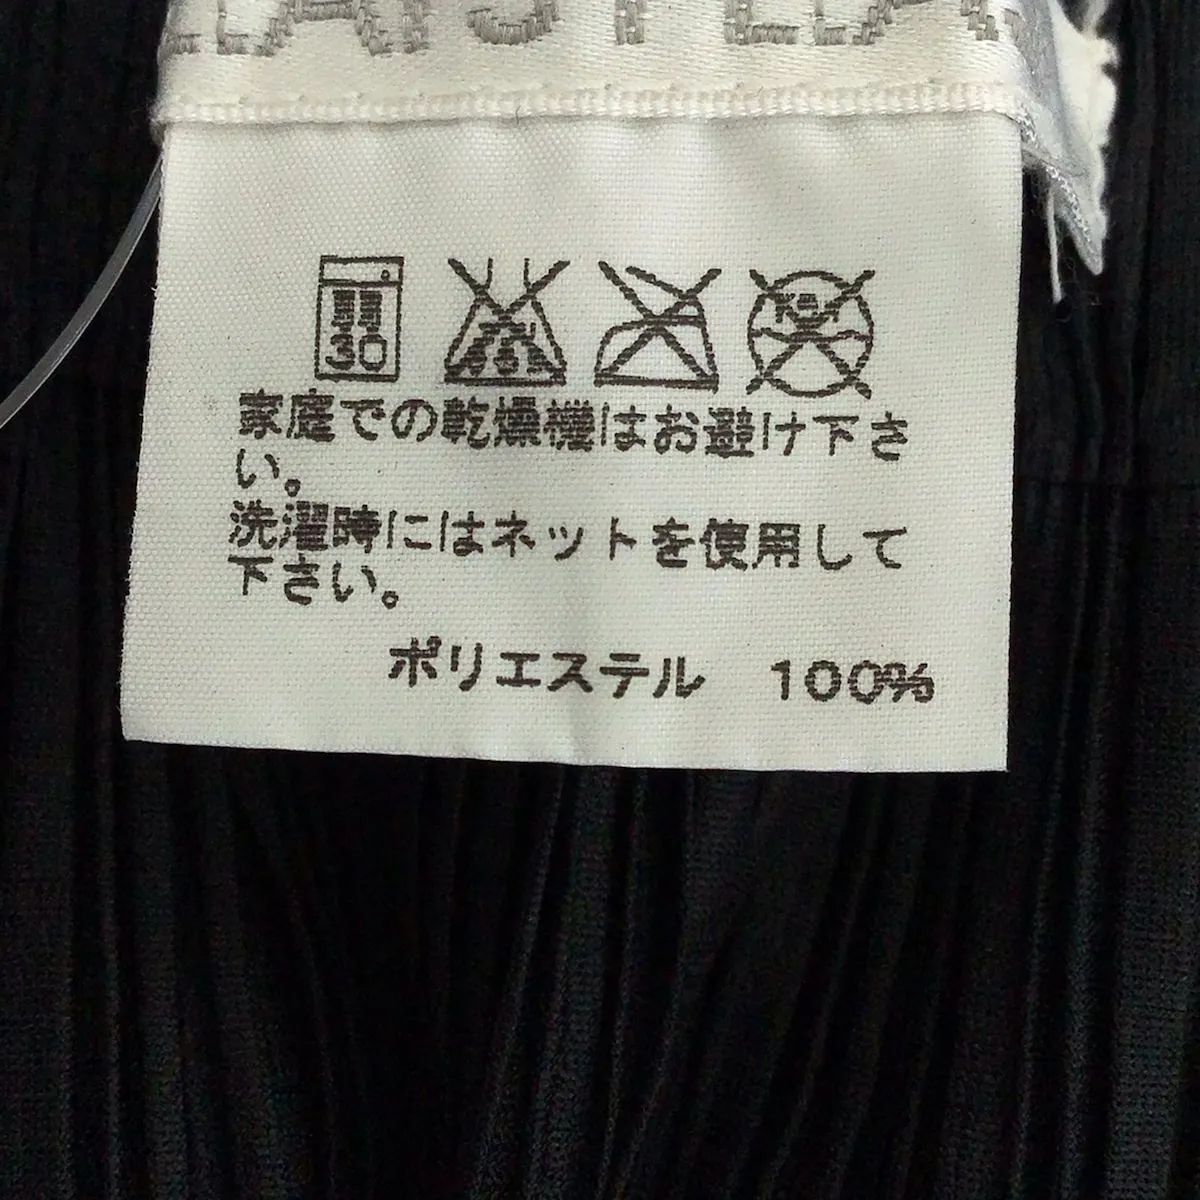 30
家庭での乾燥機はお避け下さ
い。
洗濯時にはネットを使用して
下さい。
ポリエステル 100%